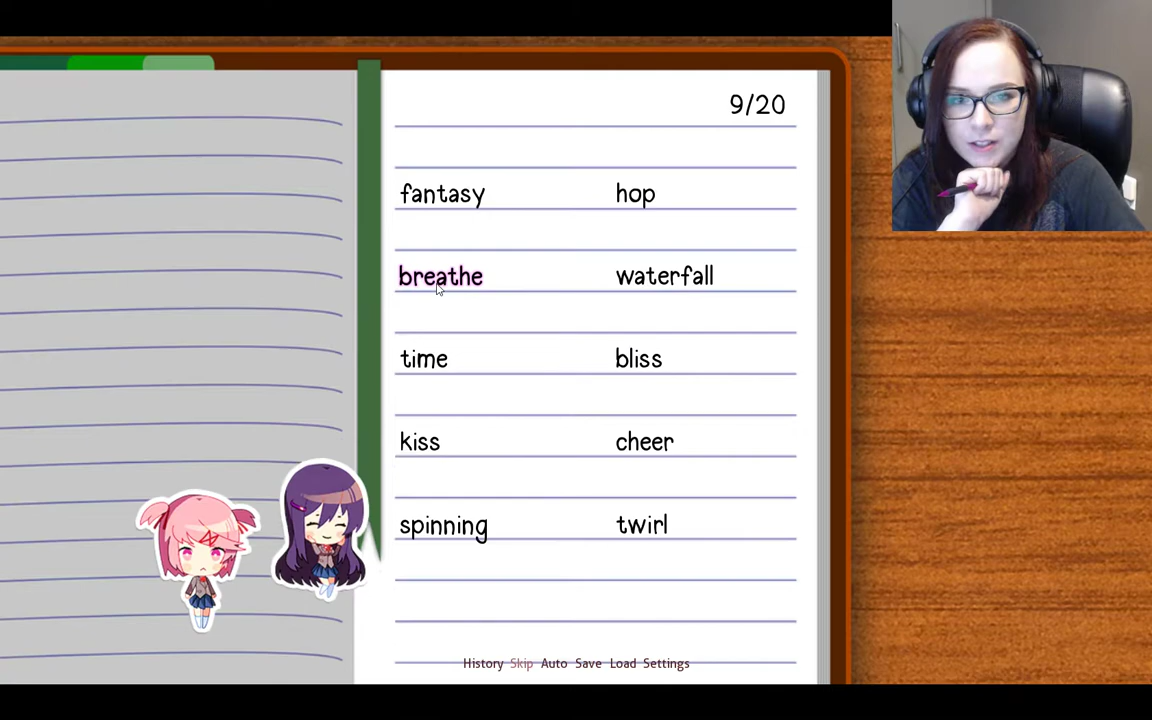 9/20
fantasy hop
breathe waterfall
time bliss
kiss cheer
spinning twirl
History Skip Auto Save Load Settings